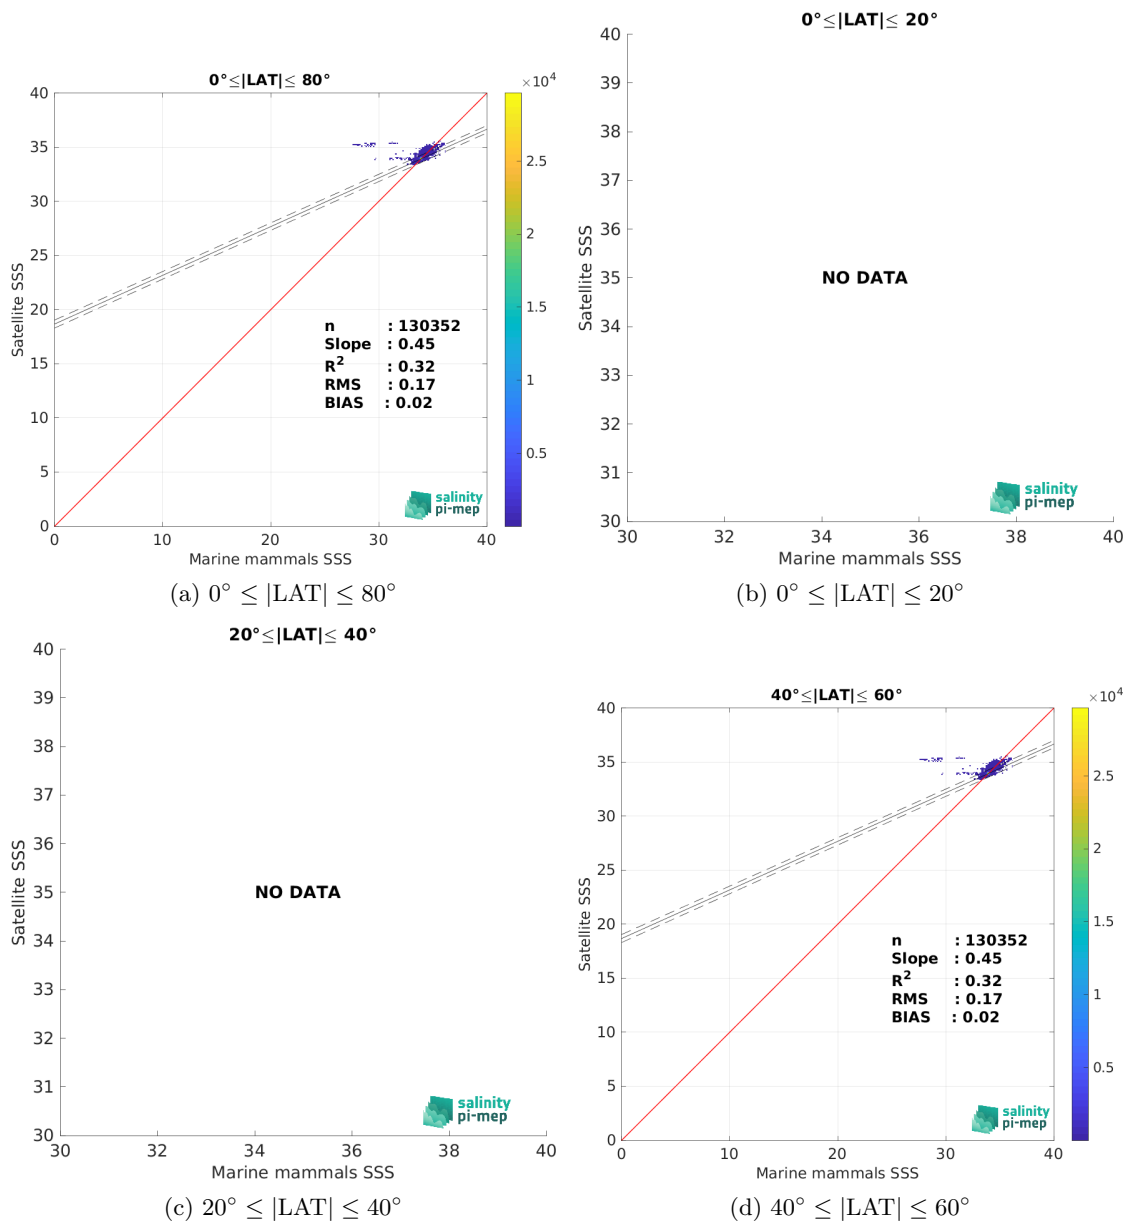 0°≤|LAT|≤ 80°
×10⁴
40
35
30
25
20
15
10
5
0
Satellite SSS
n : 130352
Slope : 0.45
R² : 0.32
RMS : 0.17
BIAS : 0.02
salinity
pi-mep
2.5
2
1.5
1
0.5
0 10 20 30 40
Marine mammals SSS
(a) 0° ≤ |LAT| ≤ 80°
0°≤|LAT|≤ 20°
40
39
38
37
36
35
34
33
32
31
30
Satellite SSS
NO DATA
salinity
pi-mep
30 32 34 36 38 40
Marine mammals SSS
(b) 0° ≤ |LAT| ≤ 20°
20°≤|LAT|≤ 40°
40
39
38
37
36
35
34
33
32
31
30
Satellite SSS
NO DATA
salinity
pi-mep
30 32 34 36 38 40
Marine mammals SSS
(c) 20° ≤ |LAT| ≤ 40°
40°≤|LAT|≤ 60°
×10⁴
40
35
30
25
20
15
10
5
0
Satellite SSS
n : 130352
Slope : 0.45
R² : 0.32
RMS : 0.17
BIAS : 0.02
salinity
pi-mep
2.5
2
1.5
1
0.5
0 10 20 30 40
Marine mammals SSS
(d) 40° ≤ |LAT| ≤ 60°